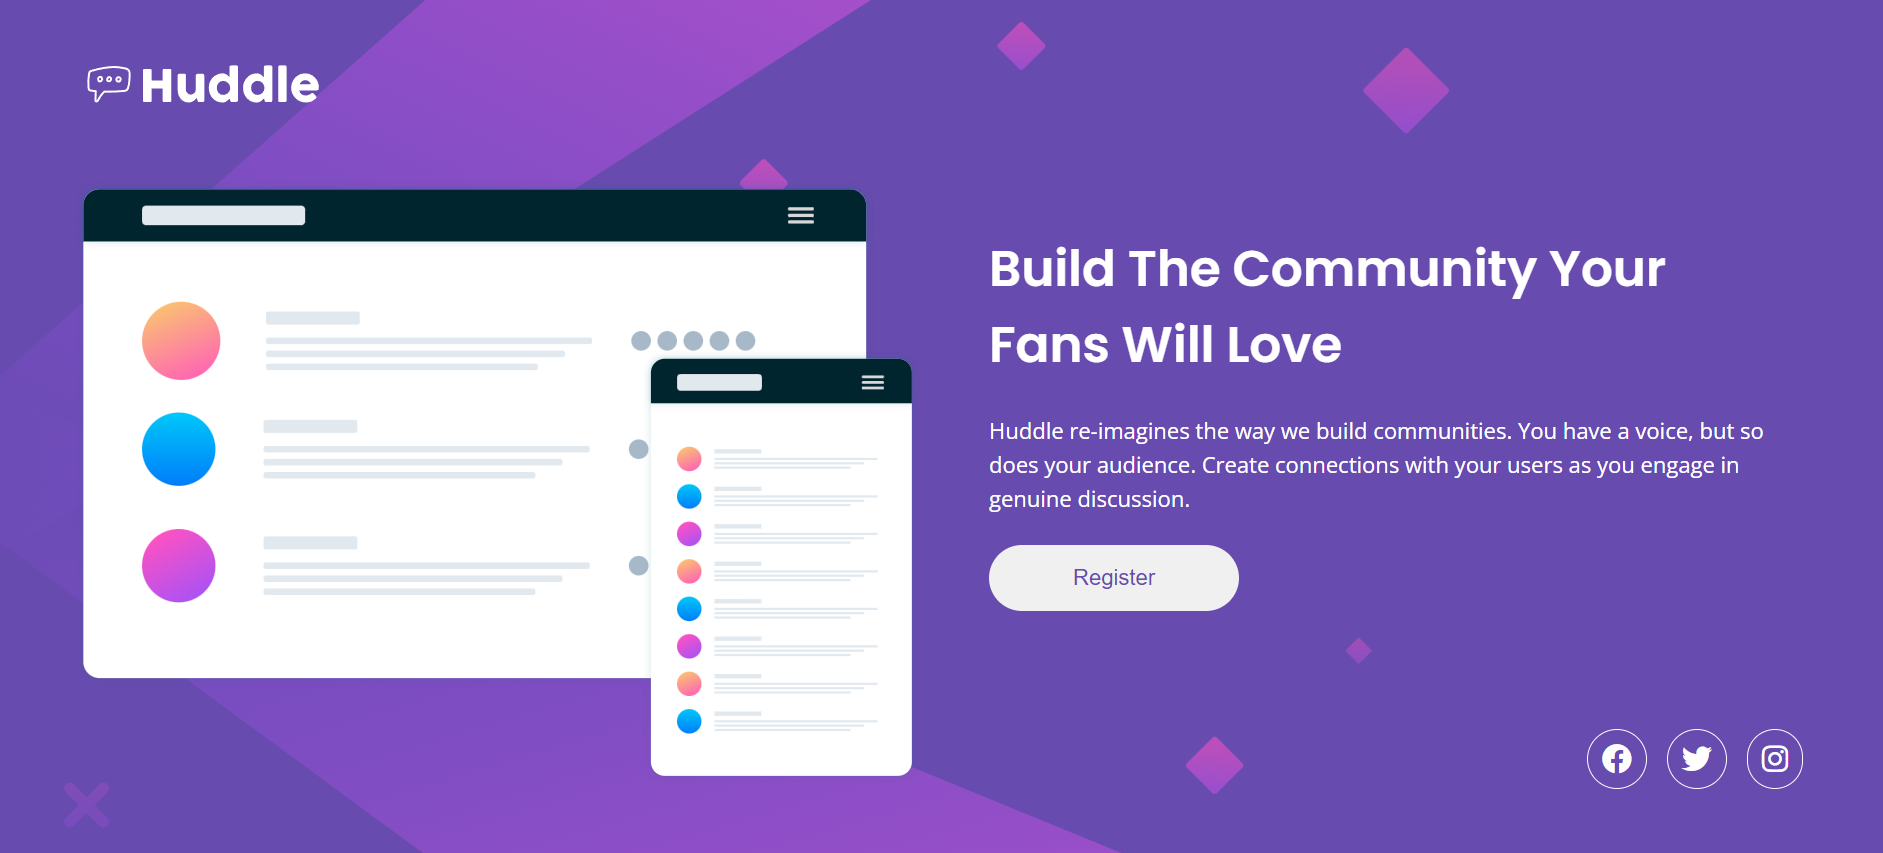 Huddle
Build The Community Your
Fans Will Love
Huddle re-imagines the way we build communities. You have a voice, but so
does your audience. Create connections with your users as you engage in
genuine discussion.
Register